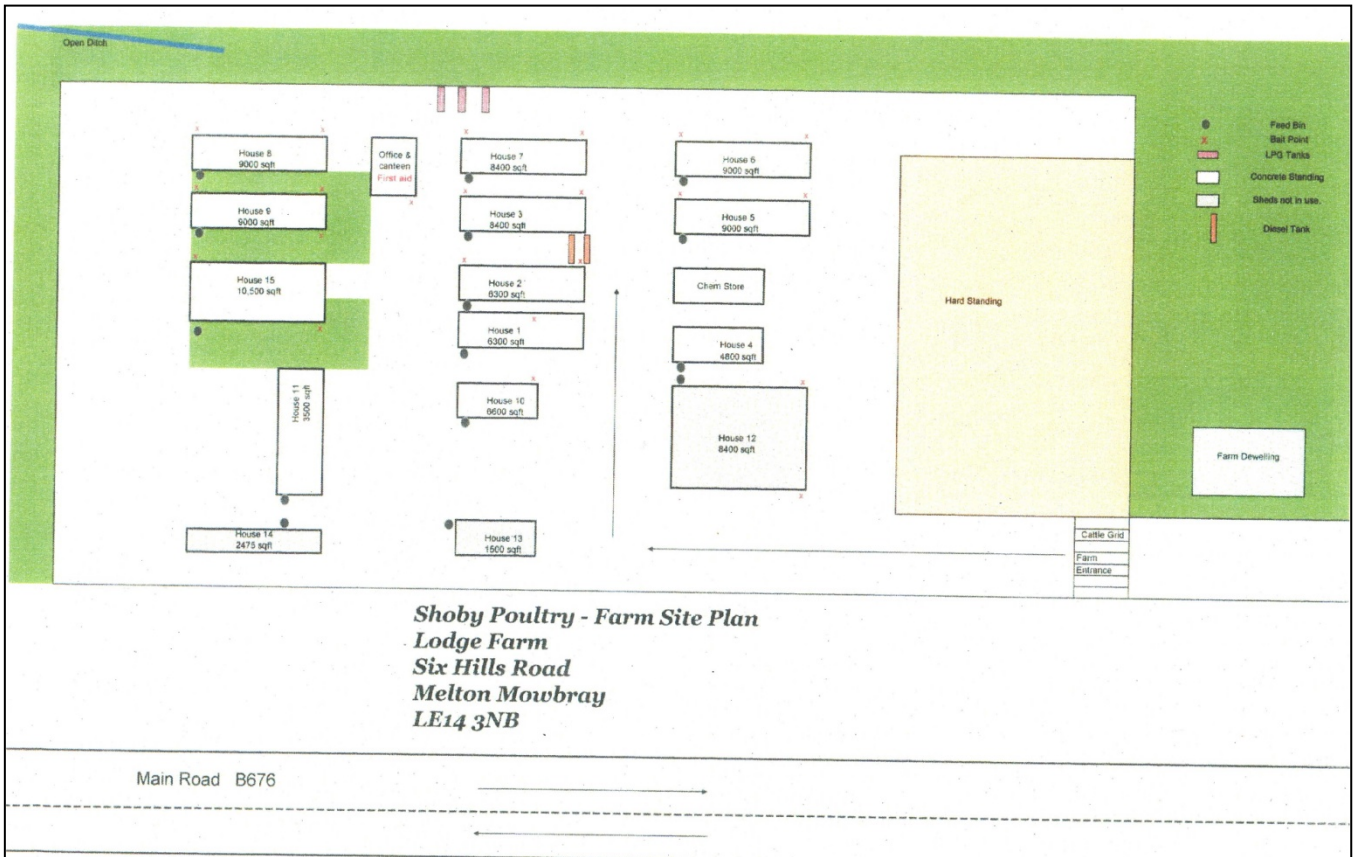 Open Ditch
House 8
9000 sqft
Office &
canteen
First aid
House 7
8400 sqft
House 6
9000 sqft
House 9
9000 sqft
House 3
8400 sqft
House 5
9000 sqft
House 15
10,500 sqft
House 2
6300 sqft
Chem Store
House 1
6300 sqft
House 4
4800 sqft
House 11
3500 sqft
House 10
6600 sqft
House 12
8400 sqft
House 14
2475 sqft
House 13
1500 sqft
Hard Standing
Feed Bin
x
Bait Point
LPG Tanks
Concrete Standing
Sheds not in use.
Diesel Tank
Farm Dewelling
Cattle Grid
Farm
Entrance
Shoby Poultry - Farm Site Plan
Lodge Farm
Six Hills Road
Melton Mowbray
LE14 3NB
Main Road B676